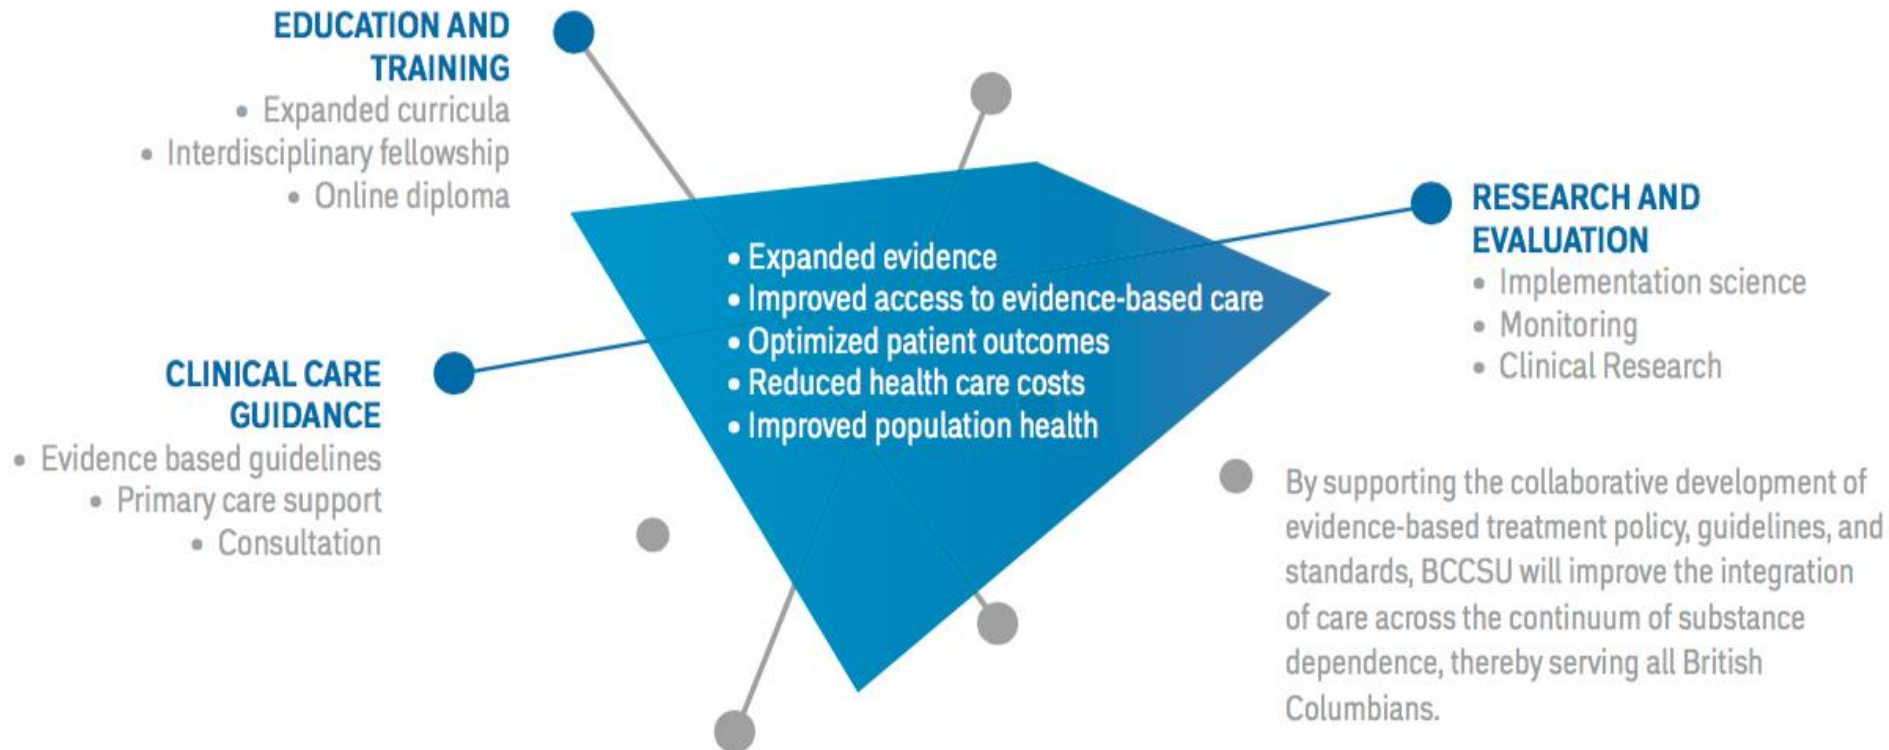 EDUCATION AND
TRAINING
• Expanded curricula
• Interdisciplinary fellowship
• Online diploma
CLINICAL CARE
GUIDANCE
• Evidence based guidelines
• Primary care support
• Consultation
• Expanded evidence
• Improved access to evidence-based care
• Optimized patient outcomes
• Reduced health care costs
• Improved population health
RESEARCH AND
EVALUATION
• Implementation science
• Monitoring
• Clinical Research
By supporting the collaborative development of
evidence-based treatment policy, guidelines, and
standards, BCCSU will improve the integration
of care across the continuum of substance
dependence, thereby serving all British
Columbians.